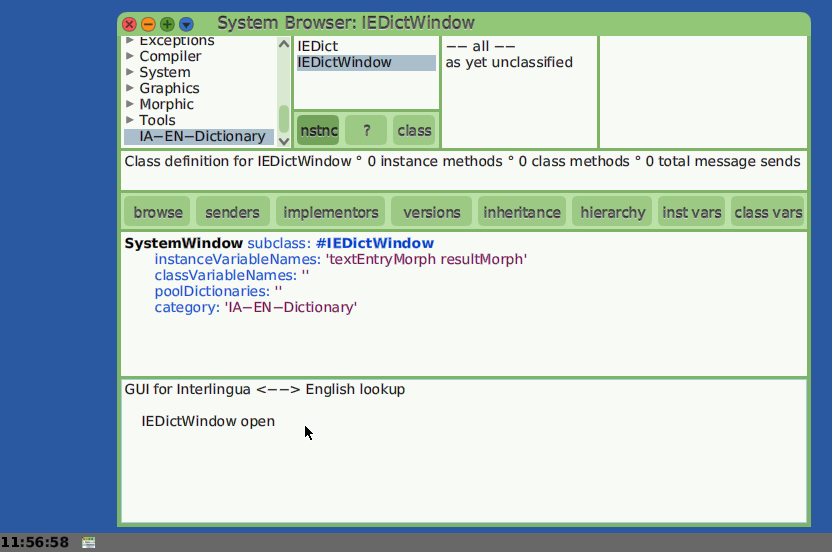 System Browser: IEDictWindow
Exceptions
Compiler
System
Graphics
Morphic
Tools
IA−EN−Dictionary
IEDict
IEDictWindow
nstnc ? class
−− all −−
as yet unclassified
Class definition for IEDictWindow ° 0 instance methods ° 0 class methods ° 0 total message sends
browse senders implementors versions inheritance hierarchy inst vars class vars
SystemWindow subclass: #IEDictWindow
instanceVariableNames: 'textEntryMorph resultMorph'
classVariableNames: ''
poolDictionaries: ''
category: 'IA−EN−Dictionary'
GUI for Interlingua <−−> English lookup
IEDictWindow open
11:56:58